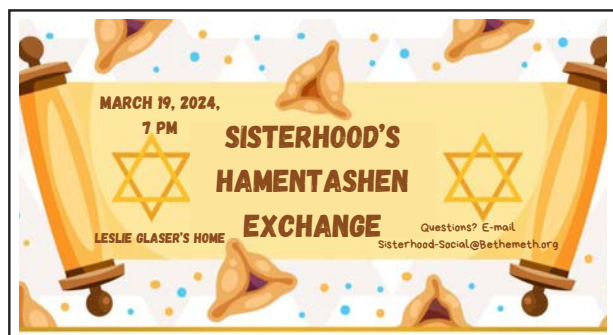 MARCH 19, 2024,
7 PM
SISTERHOOD'S
HAMENTASHEN
EXCHANGE
LESLIE GLASER'S HOME
Questions? E-mail
Sisterhood-Social@Bethemeth.org